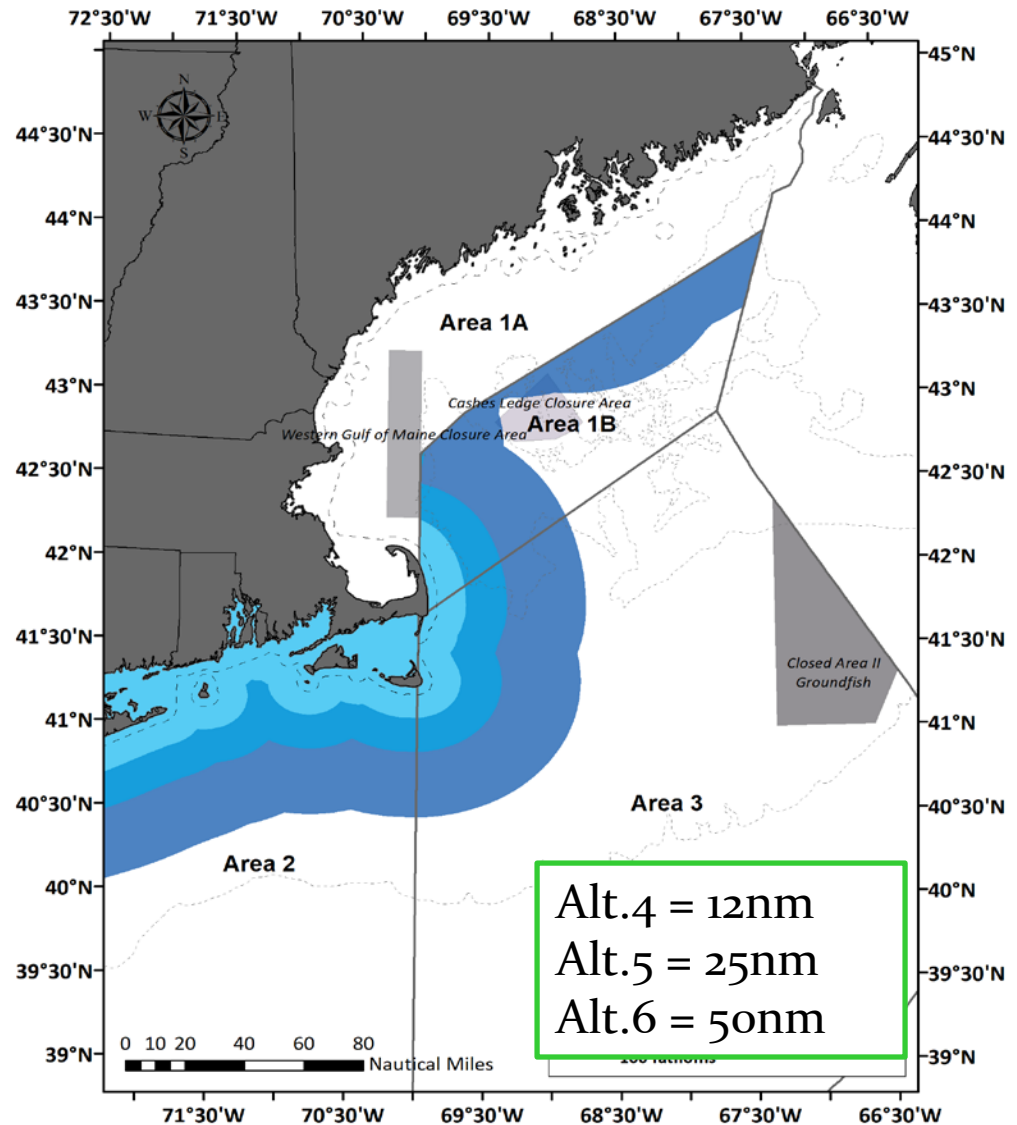 72°30'W 71°30'W 70°30'W 69°30'W 68°30'W 67°30'W 66°30'W
45°N
N
W E
S
44°30'N 44°30'N
44°N 44°N
43°30'N 43°30'N
Area 1A
43°N 43°N
Cashes Ledge Closure Area
Area 1B
Western Gulf of Maine Closure Area
42°30'N 42°30'N
42°N 42°N
41°30'N 41°30'N
Closed Area II
Groundfish
41°N 41°N
40°30'N 40°30'N
Area 3
Area 2
40°N 40°N
Alt.4 = 12nm
Alt.5 = 25nm
39°30'N 39°30'N
Alt.6 = 50nm
0 10 20 40 60 80
Nautical Miles
39°N 39°N
fathoms
71°30'W 70°30'W 69°30'W 68°30'W 67°30'W 66°30'W